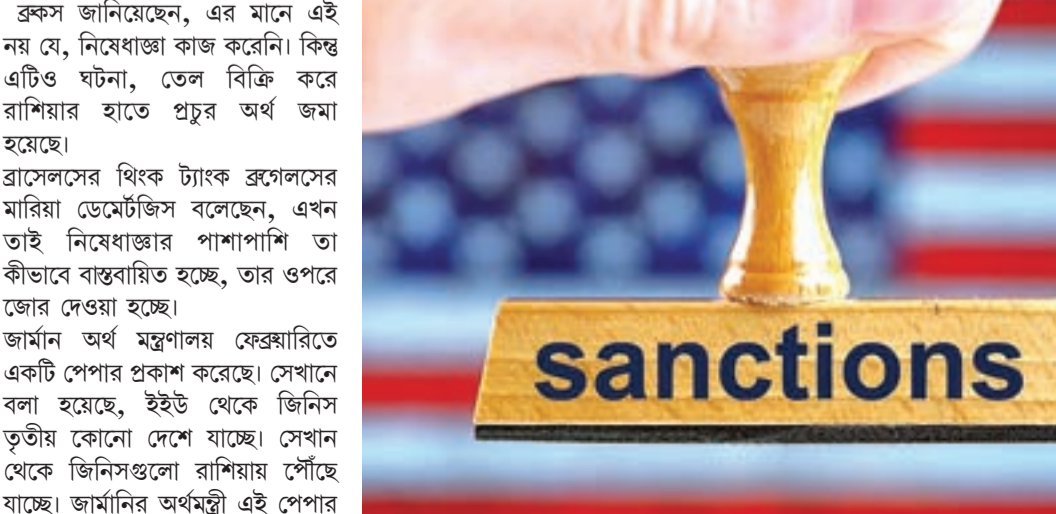 ব্রুকস জানিয়েছেন, এর মানে এই
নয় যে, নিষেধাজ্ঞা কাজ করেনি। কিন্তু
এটিও ঘটনা, তেল বিক্রি করে
রাশিয়ার হাতে প্রচুর অর্থ জমা
হয়েছে।
ব্রাসেলসের থিংক ট্যাংক ব্রুগেলসের
মারিয়া ডেমের্টজিস বলেছেন, এখন
তাই নিষেধাজ্ঞার পাশাপাশি তা
কীভাবে বাস্তবায়িত হচ্ছে, তার ওপরে
জোর দেওয়া হচ্ছে।
জার্মান অর্থ মন্ত্রণালয় ফেব্রুয়ারিতে
একটি পেপার প্রকাশ করেছে। সেখানে
বলা হয়েছে, ইইউ থেকে জিনিস
তৃতীয় কোনো দেশে যাচ্ছে। সেখান
থেকে জিনিসগুলো রাশিয়ায় পৌঁছে
যাচ্ছে। জার্মানির অর্থমন্ত্রী এই পেপার
sanctions